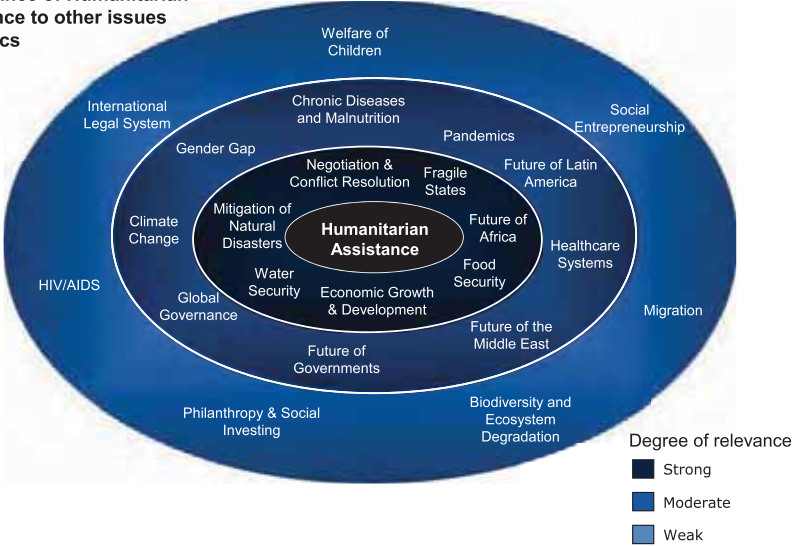 to other issues
Welfare of
Children
International
Legal System
Chronic Diseases
and Malnutrition
Social
Entrepreneurship
Gender Gap
Pandemics
Negotiation &
Conflict Resolution
Fragile
States
Future of Latin
America
Climate
Change
Mitigation of
Natural
Disasters
Humanitarian
Assistance
Future of
Africa
Healthcare
Systems
HIV/AIDS
Water
Security
Food
Security
Global
Governance
Economic Growth
& Development
Migration
Future of
Governments
Future of the
Middle East
Philanthropy & Social
Investing
Biodiversity and
Ecosystem
Degradation
Degree of relevance
Strong
Moderate
Weak